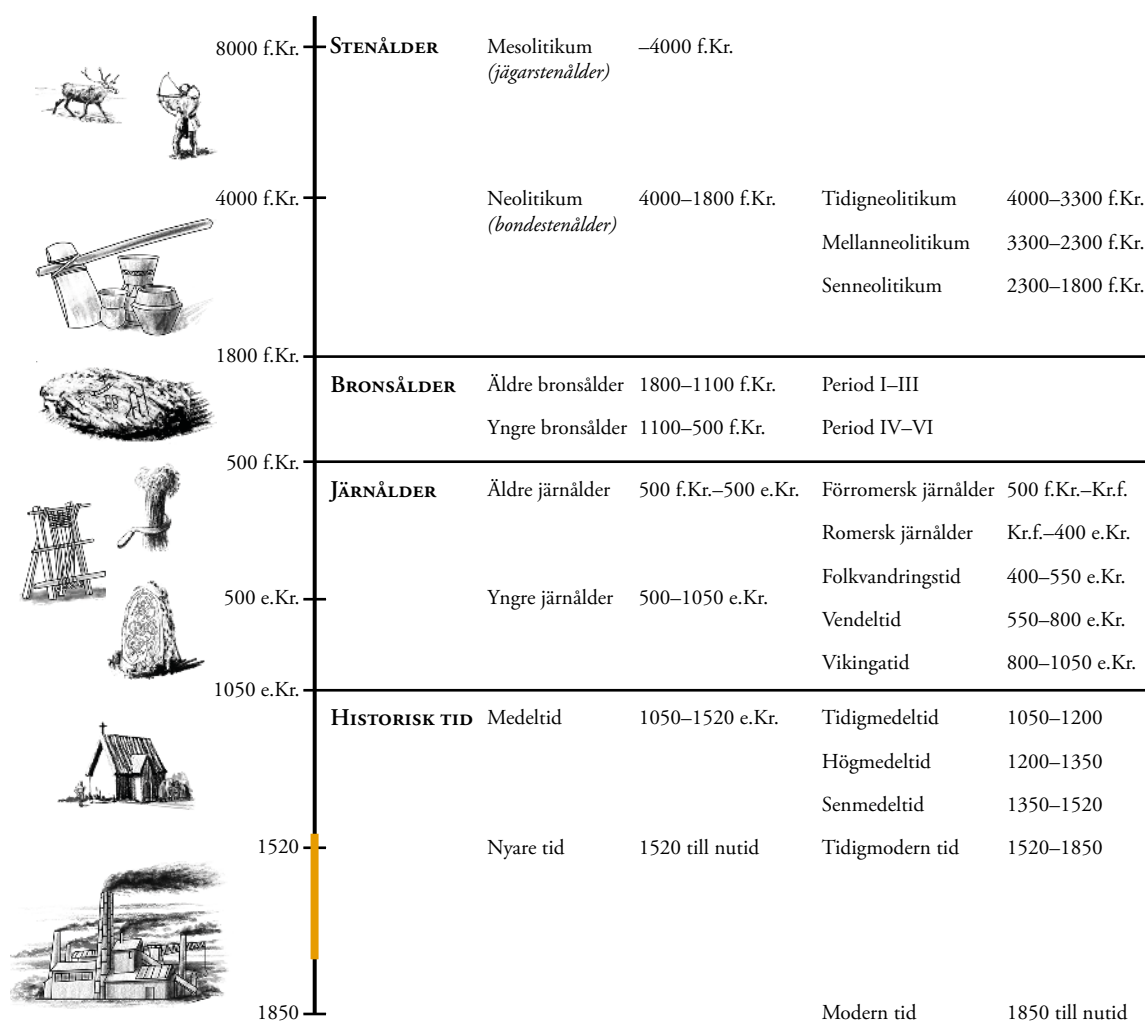 8000 f.Kr. STENÅLDER Mesolitikum –4000 f.Kr.
(jägarstenålder)
4000 f.Kr. Neolitikum 4000–1800 f.Kr. Tidigneolitikum 4000–3300 f.Kr.
(bondestenålder)
Mellanneolitikum 3300–2300 f.Kr.
Senneolitikum 2300–1800 f.Kr.
1800 f.Kr.
BRONSÅLDER Äldre bronsålder 1800–1100 f.Kr. Period I–III
Yngre bronsålder 1100–500 f.Kr. Period IV–VI
500 f.Kr.
JÄRNÅLDER Äldre järnålder 500 f.Kr.–500 e.Kr. Förromersk järnålder 500 f.Kr.–Kr.f.
Romersk järnålder Kr.f.–400 e.Kr.
Folkvandringstid 400–550 e.Kr.
500 e.Kr. Yngre järnålder 500–1050 e.Kr.
Vendeltid 550–800 e.Kr.
Vikingatid 800–1050 e.Kr.
1050 e.Kr.
HISTORISK TID Medeltid 1050–1520 e.Kr. Tidigmedeltid 1050–1200
Högmedeltid 1200–1350
Senmedeltid 1350–1520
1520 Nyare tid 1520 till nutid Tidigmodern tid 1520–1850
1850 Modern tid 1850 till nutid